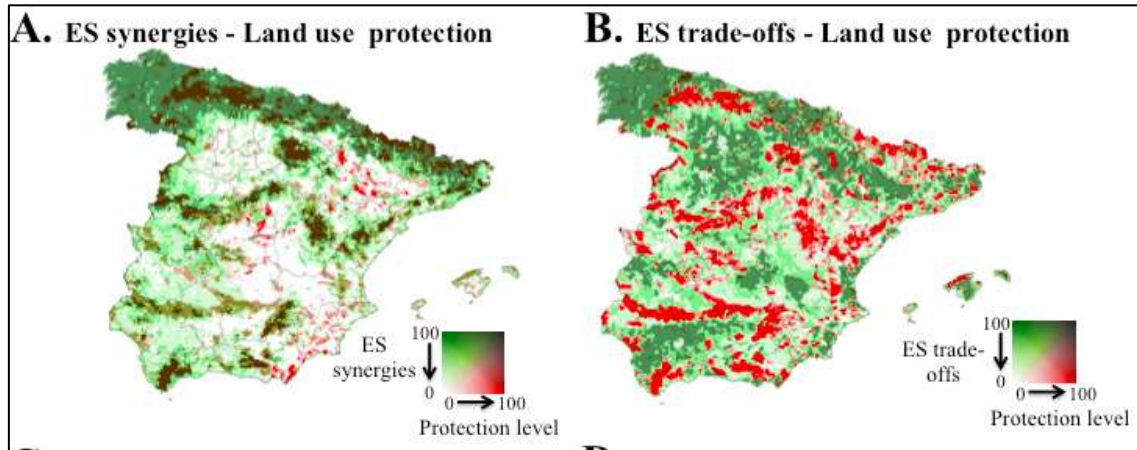 A. ES synergies - Land use protection
B. ES trade-offs - Land use protection
ES
synergies
100
0
0
100
Protection level
ES trade-
offs
100
0
0
100
Protection level